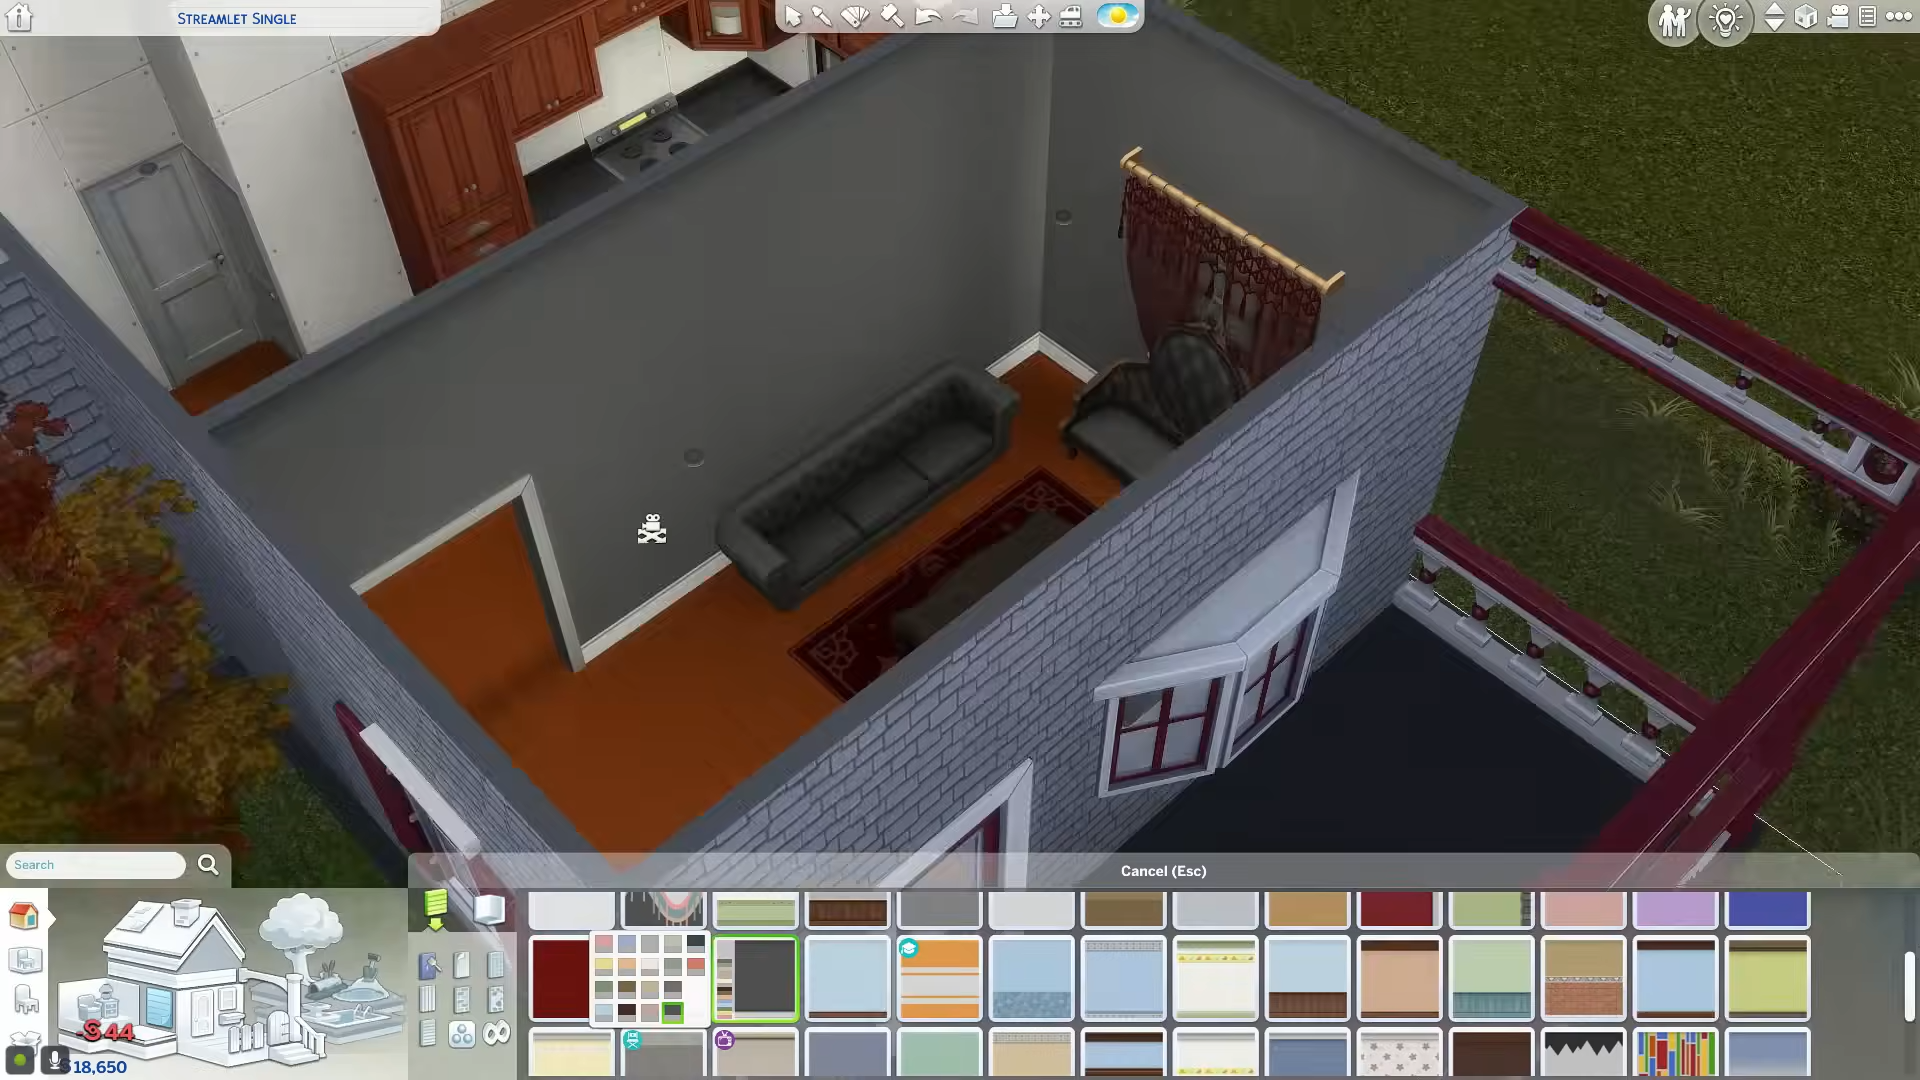 STREAMLET SINGLE
Cancel (Esc)
Search
-§44
§18,650